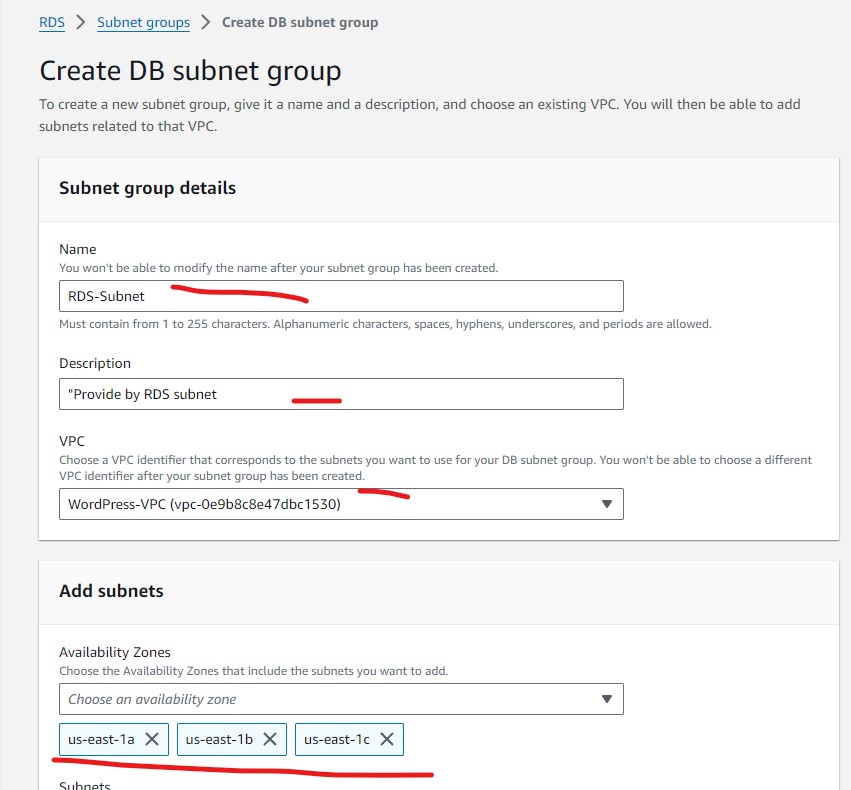 RDS > Subnet groups > Create DB subnet group
Create DB subnet group
To create a new subnet group, give it a name and a description, and choose an existing VPC. You will then be able to add
subnets related to that VPC.
Subnet group details
Name
You won't be able to modify the name after your subnet group has been created.
RDS-Subnet
Must contain from 1 to 255 characters. Alphanumeric characters, spaces, hyphens, underscores, and periods are allowed.
Description
"Provide by RDS subnet
VPC
Choose a VPC identifier that corresponds to the subnets you want to use for your DB subnet group. You won't be able to choose a different
VPC identifier after your subnet group has been created.
WordPress-VPC (vpc-0e9b8c8e47dbc1530)
Add subnets
Availability Zones
Choose the Availability Zones that include the subnets you want to add.
Choose an availability zone
us-east-1a us-east-1b us-east-1c
Subnets